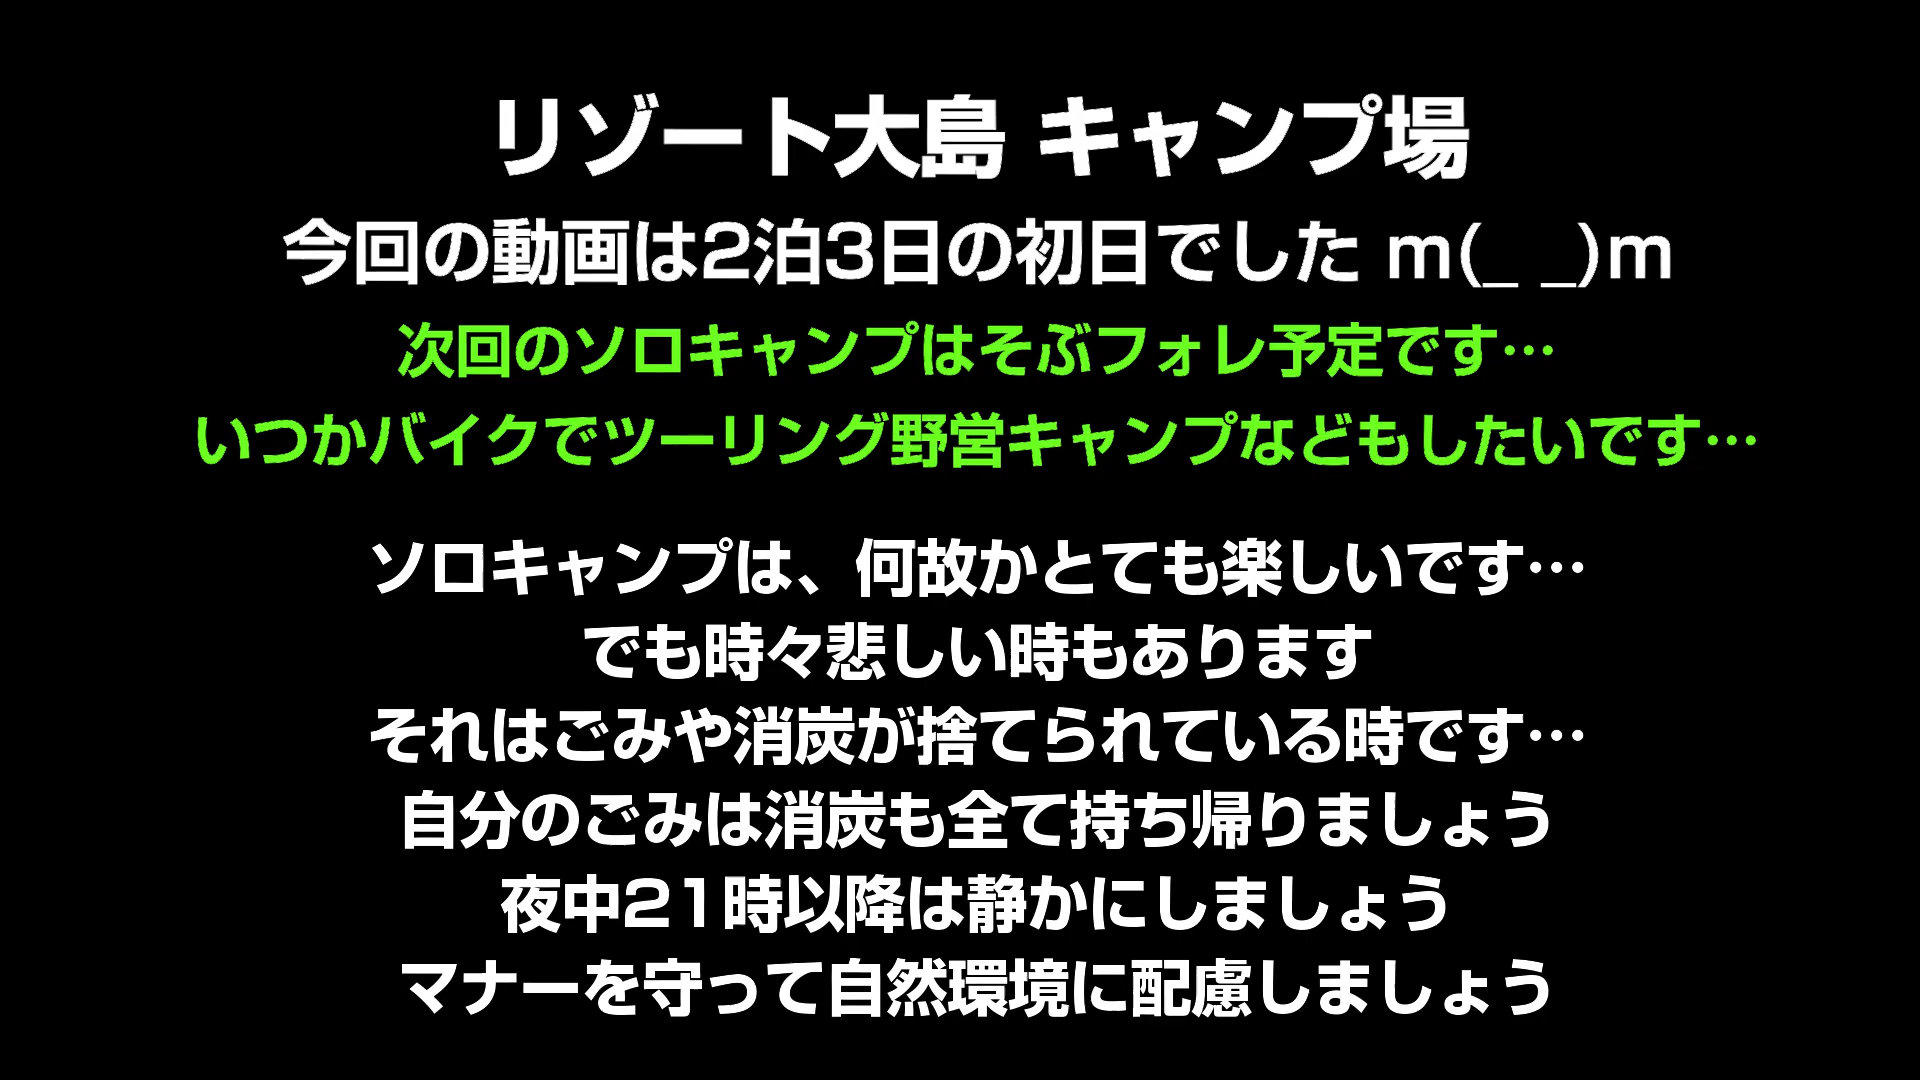 リゾート大島 キャンプ場
今回の動画は2泊3日の初日でした m(_ _)m
次回のソロキャンプはそぶフォレ予定です…
いつかバイクでツーリング野営キャンプなどもしたいです…
ソロキャンプは、何故かとても楽しいです…
でも時々悲しい時もあります
それはごみや消炭が捨てられている時です…
自分のごみは消炭も全て持ち帰りましょう
夜中21時以降は静かにしましょう
マナーを守って自然環境に配慮しましょう